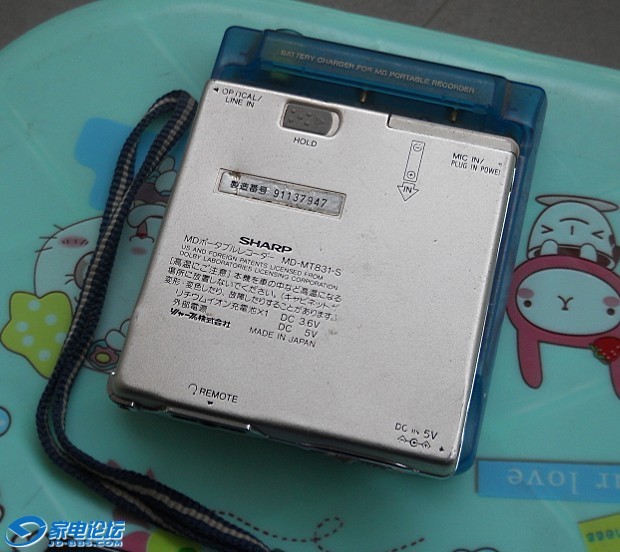 BATTERY CHARGER FOR MD PORTABLE RECORDER
OPTICAL/
LINE IN
HOLD
MIC IN/
PLUG IN POWER
IN
製造番号 91137947
SHARP
MDポータブルレコーダー MD-MT831-S
US AND FOREIGN PATENTS LICENSED FROM
DOLBY LABORATORIES LICENSING CORPORATION
[高温にご注意] 本機を車の中など高温になる
場所に放置しないでください。(キャビネットが
変形・変色したり、故障したりすることがあります。)
リチウムイオン充電池×1 DC 3.6V
外部電源 DC 5V
シャープ株式会社
MADE IN JAPAN
REMOTE
DC IN 5V
ur love
家电论坛
JD-BBS.COM